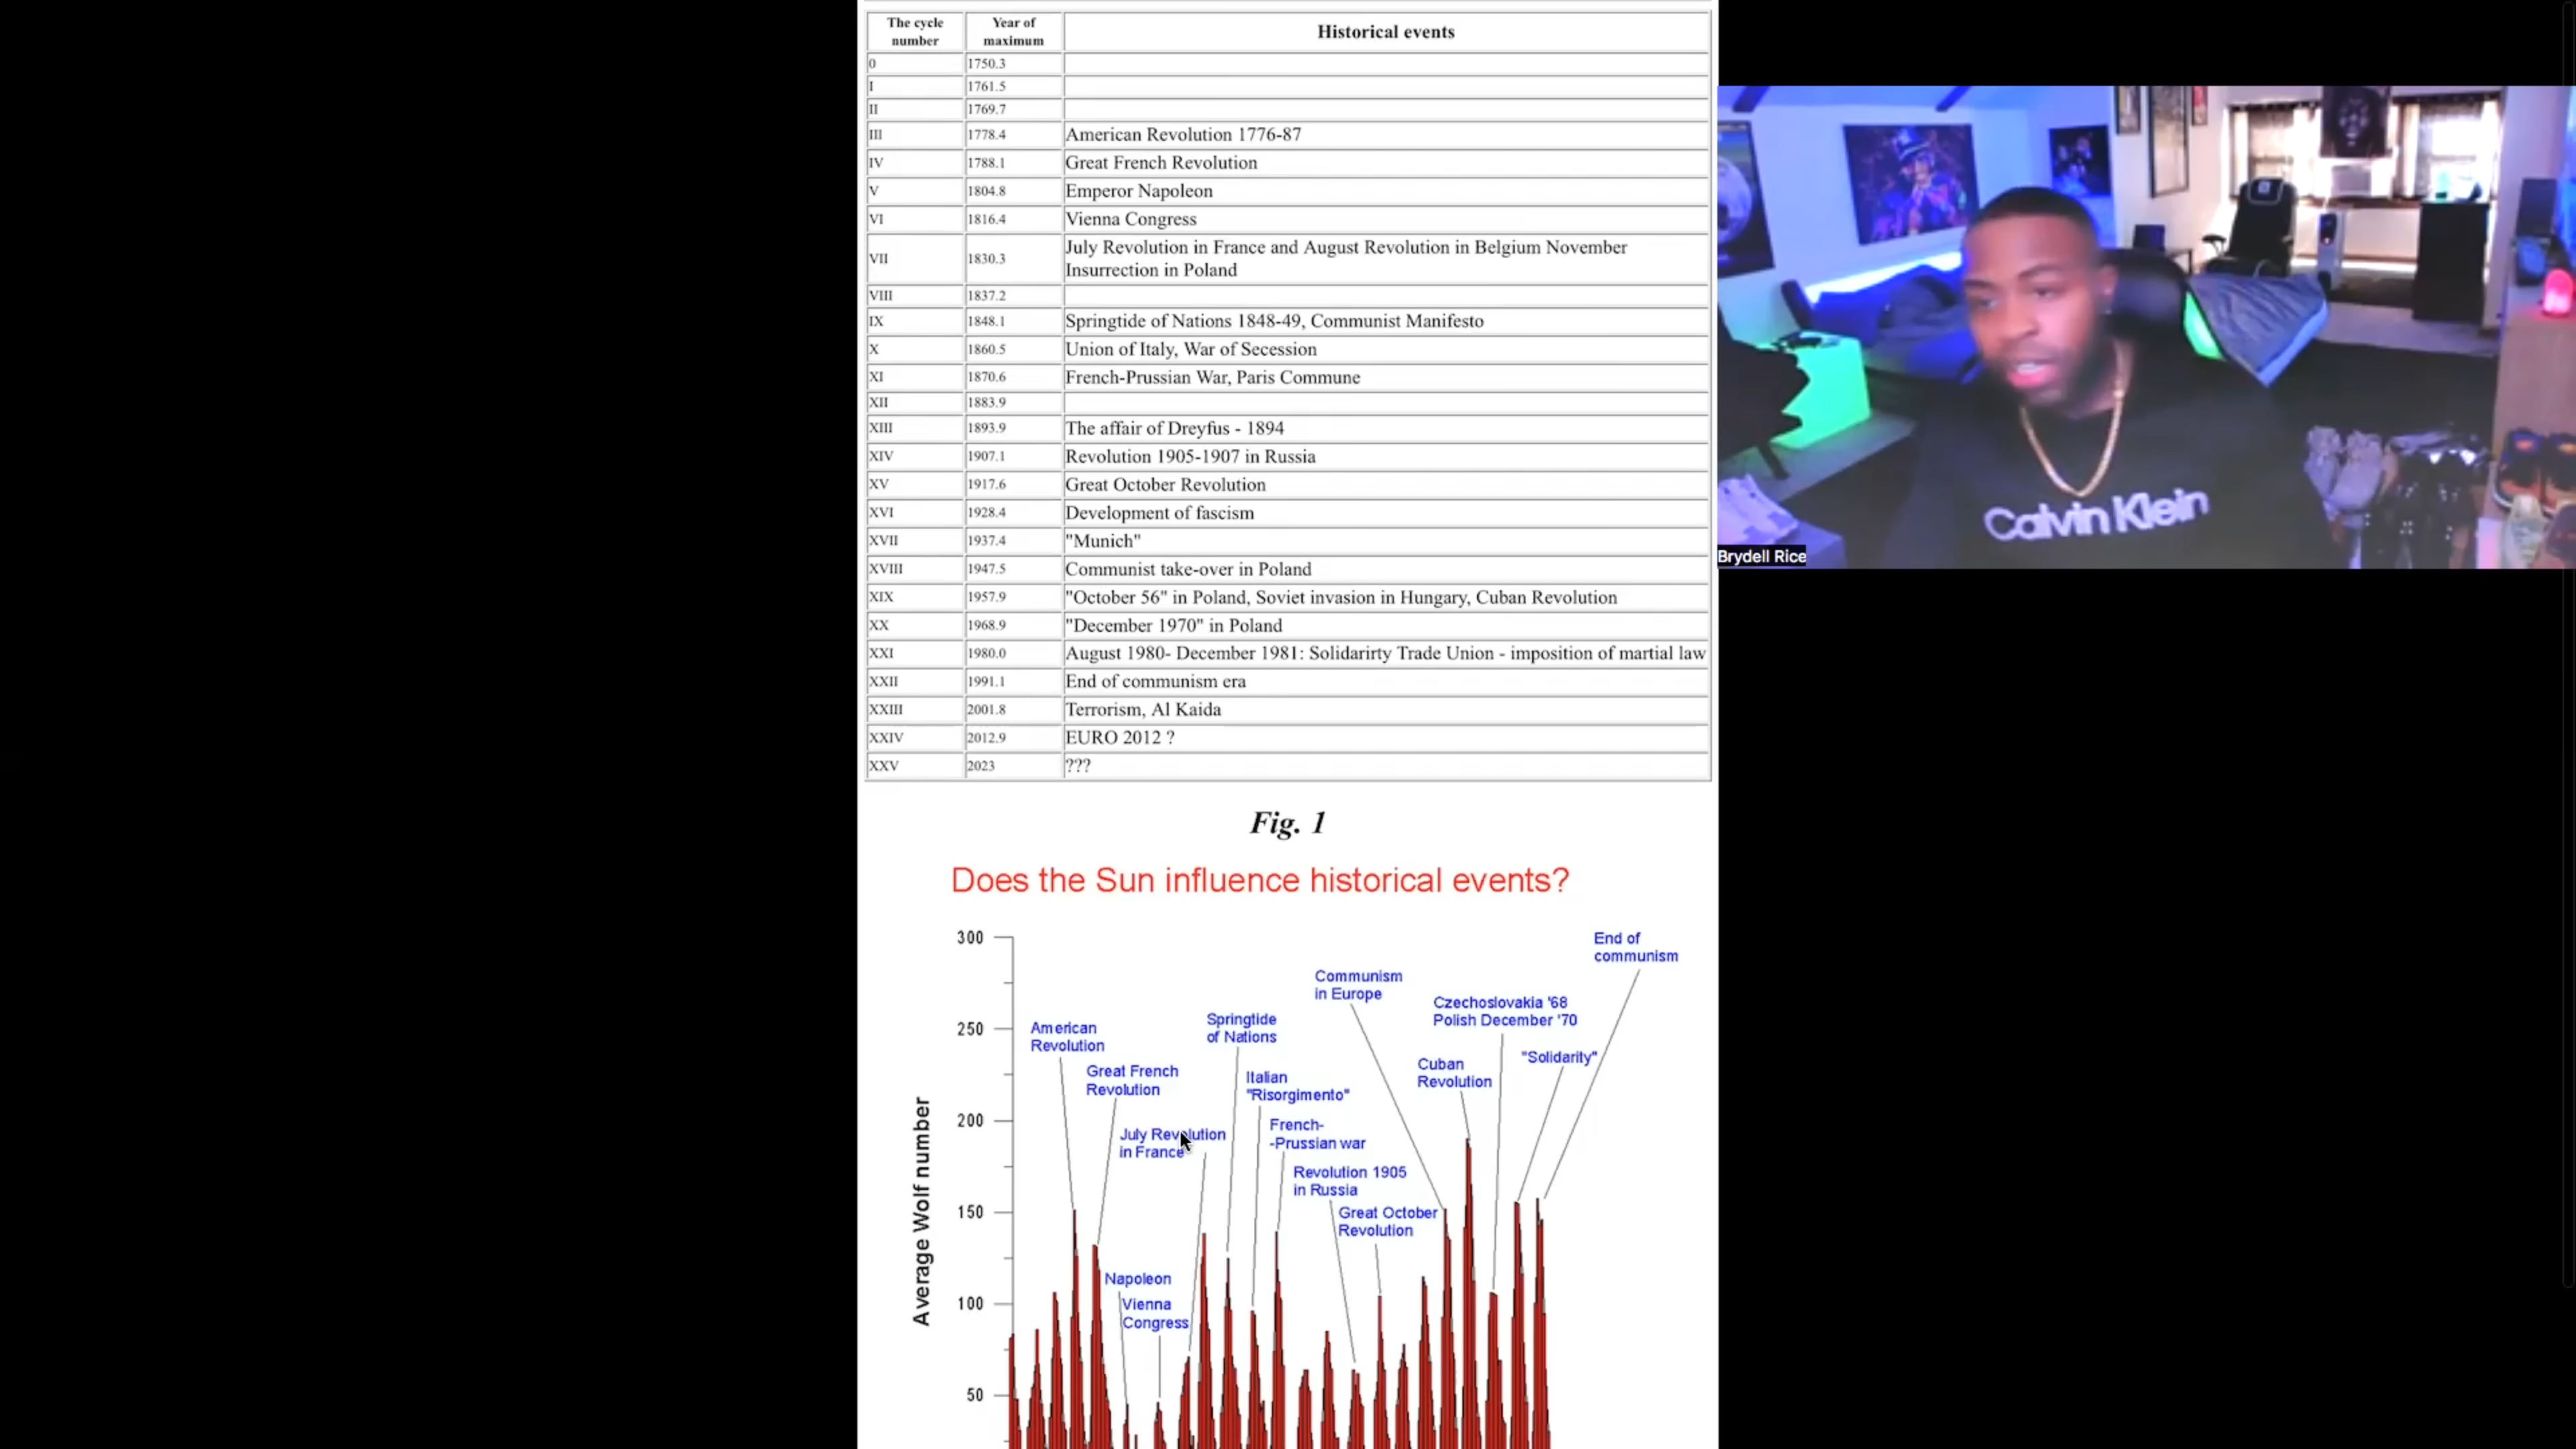 The cycle number
Year of maximum
Historical events
0 1750.3
I 1761.5
II 1769.7
III 1778.4 American Revolution 1776-87
IV 1788.1 Great French Revolution
V 1804.8 Emperor Napoleon
VI 1816.4 Vienna Congress
VII 1830.3 July Revolution in France and August Revolution in Belgium November
Insurrection in Poland
VIII 1837.2
IX 1848.1 Springtide of Nations 1848-49, Communist Manifesto
X 1860.5 Union of Italy, War of Secession
XI 1870.6 French-Prussian War, Paris Commune
XII 1883.9
XIII 1893.9 The affair of Dreyfus - 1894
XIV 1907.1 Revolution 1905-1907 in Russia
XV 1917.6 Great October Revolution
XVI 1928.4 Development of fascism
XVII 1937.4 "Munich"
XVIII 1947.5 Communist take-over in Poland
XIX 1957.9 "October 56" in Poland, Soviet invasion in Hungary, Cuban Revolution
XX 1968.9 "December 1970" in Poland
XXI 1980.0 August 1980- December 1981: Solidarirty Trade Union - imposition of martial law
XXII 1991.1 End of communism era
XXIII 2001.8 Terrorism, Al Kaida
XXIV 2012.9 EURO 2012 ?
XXV 2023 ???
Fig. 1
Does the Sun influence historical events?
Average Wolf number
300
250
200
150
100
50
American
Revolution
Great French
Revolution
July Revolution
in France
Napoleon
Vienna
Congress
Springtide
of Nations
Italian
"Risorgimento"
French-
-Prussian war
Revolution 1905
in Russia
Great October
Revolution
Communism
in Europe
Cuban
Revolution
Czechoslovakia '68
Polish December '70
"Solidarity"
End of
communism
Calvin Klein
Brydell Rice